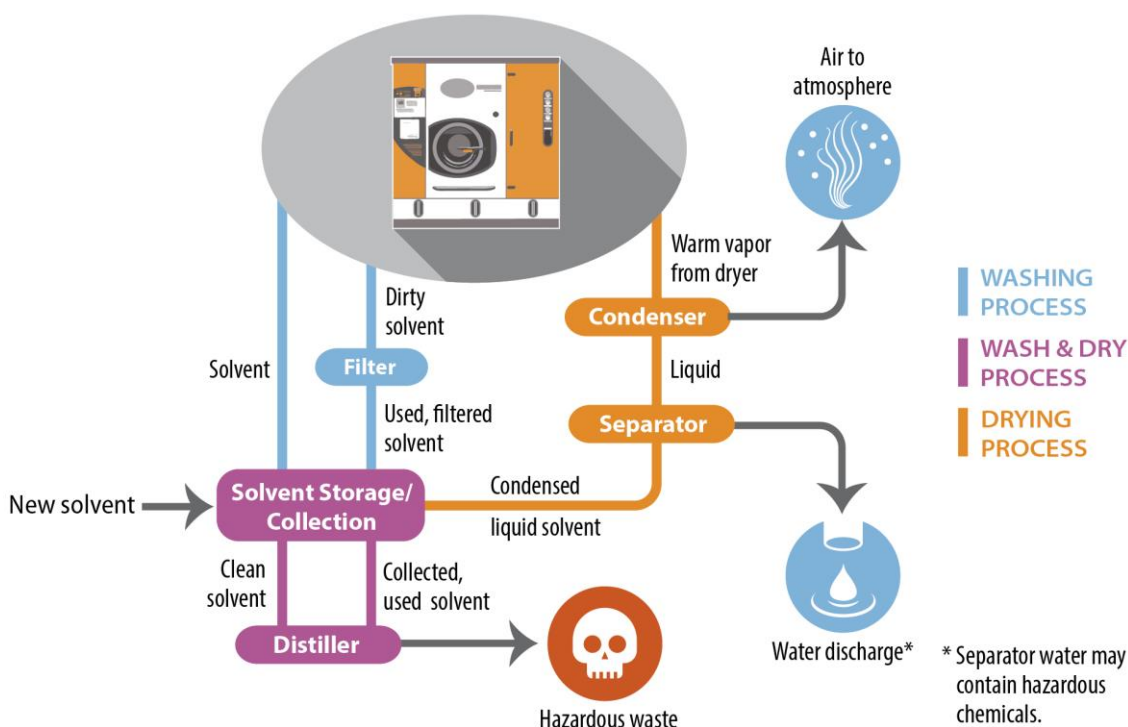 Air to
atmosphere
Warm vapor
from dryer
Dirty
solvent
Condenser
WASHING
PROCESS
Solvent
Filter
Liquid
WASH & DRY
PROCESS
Used, filtered
solvent
Separator
DRYING
PROCESS
New solvent
Solvent Storage/
Collection
Condensed
liquid solvent
Clean
solvent
Collected,
used solvent
Distiller
Water discharge*
* Separator water may
contain hazardous
chemicals.
Hazardous waste